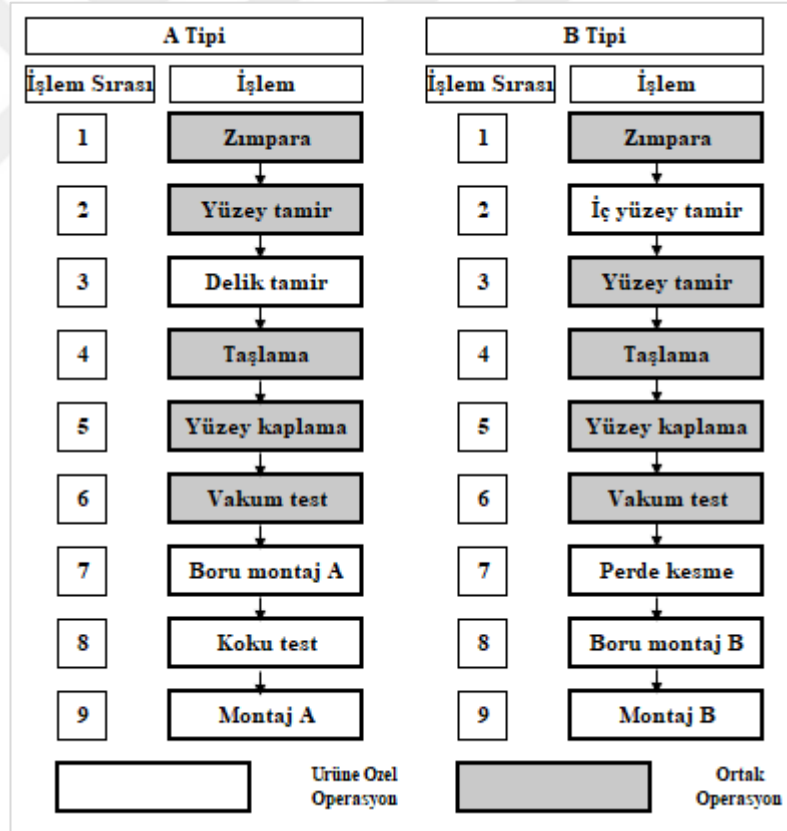 A Tipi
B Tipi
İşlem Sırası İşlem
İşlem Sırası İşlem
1 Zımpara
1 Zımpara
2 Yüzey tamir
2 İç yüzey tamir
3 Delik tamir
3 Yüzey tamir
4 Taşlama
4 Taşlama
5 Yüzey kaplama
5 Yüzey kaplama
6 Vakum test
6 Vakum test
7 Boru montaj A
7 Perde kesme
8 Koku test
8 Boru montaj B
9 Montaj A
9 Montaj B
Urüne Ozel
Operasyon
Ortak
Operasyon